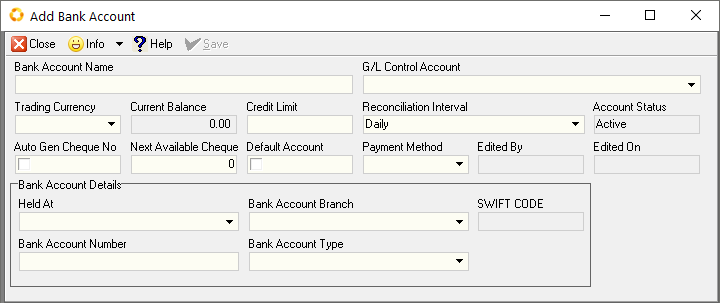 Add Bank Account
Close Info Help Save
Bank Account Name G/L Control Account
Trading Currency Current Balance Credit Limit Reconciliation Interval Account Status
0.00 Daily Active
Auto Gen Cheque No Next Available Cheque Default Account Payment Method Edited By Edited On
0
Bank Account Details
Held At Bank Account Branch SWIFT CODE
Bank Account Number Bank Account Type